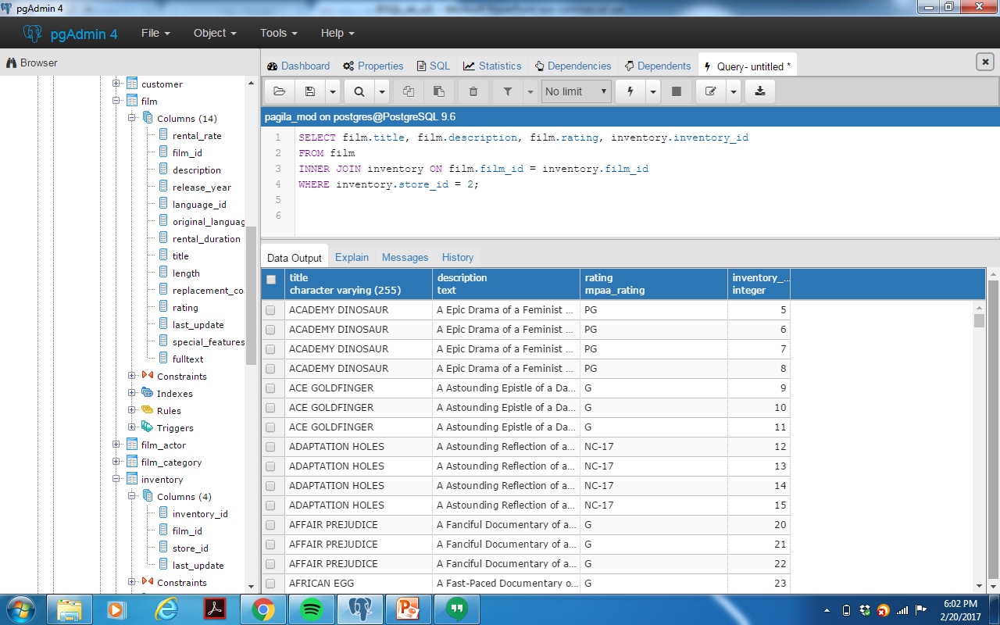 pgAdmin 4
pgAdmin 4 File Object Tools Help
Browser
Dashboard Properties SQL Statistics Dependencies Dependents Query- untitled *
No limit
customer
film
Columns (14)
rental_rate
film_id
description
release_year
language_id
original_languag
rental_duration
title
length
replacement_co
rating
last_update
special_features
fulltext
Constraints
Indexes
Rules
Triggers
film_actor
film_category
inventory
Columns (4)
inventory_id
film_id
store_id
last_update
Constraints
pagila_mod on postgres@PostgreSQL 9.6
1 SELECT film.title, film.description, film.rating, inventory.inventory_id
2 FROM film
3 INNER JOIN inventory ON film.film_id = inventory.film_id
4 WHERE inventory.store_id = 2;
5
6
Data Output Explain Messages History
title description rating inventory_...
character varying (255) text mpaa_rating integer
ACADEMY DINOSAUR A Epic Drama of a Feminist ... PG 5
ACADEMY DINOSAUR A Epic Drama of a Feminist ... PG 6
ACADEMY DINOSAUR A Epic Drama of a Feminist ... PG 7
ACADEMY DINOSAUR A Epic Drama of a Feminist ... PG 8
ACE GOLDFINGER A Astounding Epistle of a Da... G 9
ACE GOLDFINGER A Astounding Epistle of a Da... G 10
ACE GOLDFINGER A Astounding Epistle of a Da... G 11
ADAPTATION HOLES A Astounding Reflection of a... NC-17 12
ADAPTATION HOLES A Astounding Reflection of a... NC-17 13
ADAPTATION HOLES A Astounding Reflection of a... NC-17 14
ADAPTATION HOLES A Astounding Reflection of a... NC-17 15
AFFAIR PREJUDICE A Fanciful Documentary of a... G 20
AFFAIR PREJUDICE A Fanciful Documentary of a... G 21
AFFAIR PREJUDICE A Fanciful Documentary of a... G 22
AFRICAN EGG A Fast-Paced Documentary o... G 23
6:02 PM
2/20/2017